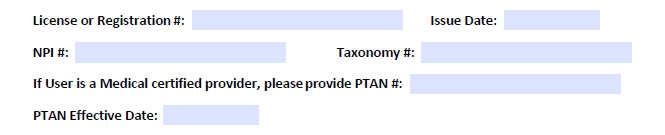 License or Registration #: Issue Date:
NPI #: Taxonomy #:
If User is a Medical certified provider, please provide PTAN #:
PTAN Effective Date: